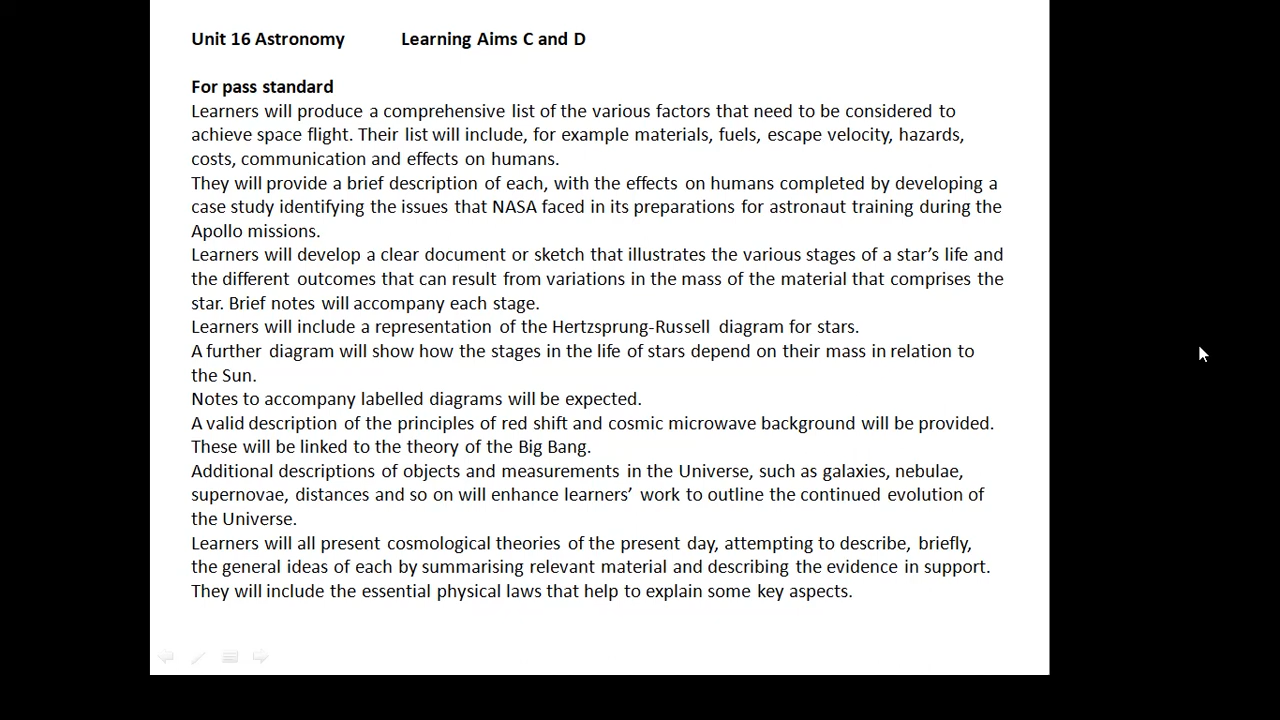 Unit 16 Astronomy Learning Aims C and D
For pass standard
Learners will produce a comprehensive list of the various factors that need to be considered to
achieve space flight. Their list will include, for example materials, fuels, escape velocity, hazards,
costs, communication and effects on humans.
They will provide a brief description of each, with the effects on humans completed by developing a
case study identifying the issues that NASA faced in its preparations for astronaut training during the
Apollo missions.
Learners will develop a clear document or sketch that illustrates the various stages of a star’s life and
the different outcomes that can result from variations in the mass of the material that comprises the
star. Brief notes will accompany each stage.
Learners will include a representation of the Hertzsprung-Russell diagram for stars.
A further diagram will show how the stages in the life of stars depend on their mass in relation to
the Sun.
Notes to accompany labelled diagrams will be expected.
A valid description of the principles of red shift and cosmic microwave background will be provided.
These will be linked to the theory of the Big Bang.
Additional descriptions of objects and measurements in the Universe, such as galaxies, nebulae,
supernovae, distances and so on will enhance learners’ work to outline the continued evolution of
the Universe.
Learners will all present cosmological theories of the present day, attempting to describe, briefly,
the general ideas of each by summarising relevant material and describing the evidence in support.
They will include the essential physical laws that help to explain some key aspects.